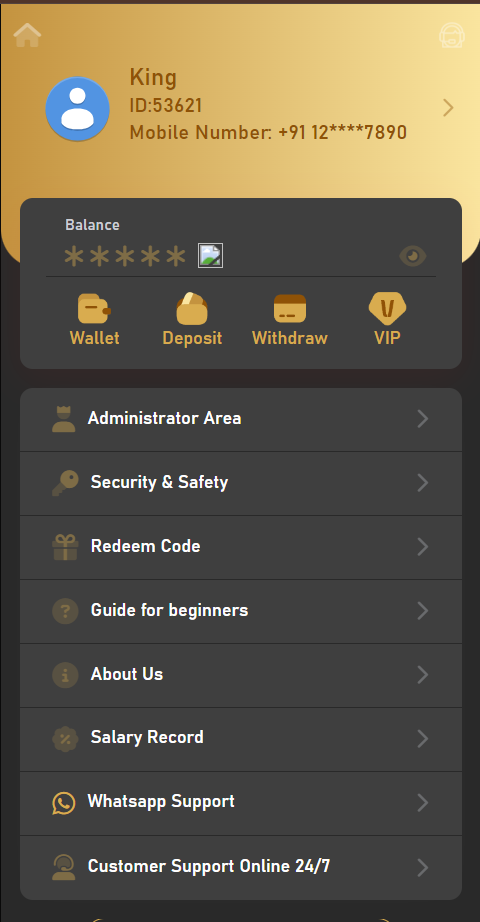 King
ID:53621
Mobile Number: +91 12****7890
Balance
*****
Wallet Deposit Withdraw VIP
Administrator Area
Security & Safety
Redeem Code
Guide for beginners
About Us
Salary Record
Whatsapp Support
Customer Support Online 24/7